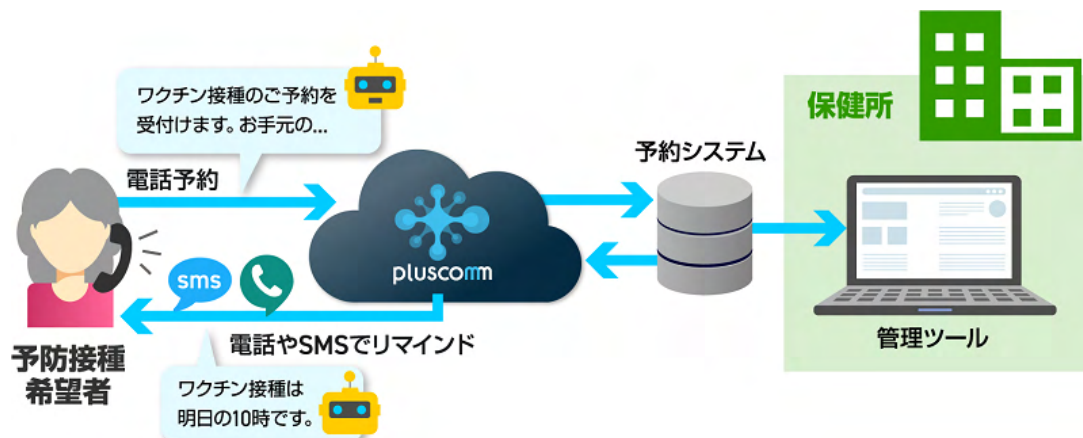 ワクチン接種のご予約を
受付けます。お手元の...
電話予約
pluscomm
予約システム
保健所
管理ツール
sms
電話やSMSでリマインド
予防接種
希望者
ワクチン接種は
明日の10時です。